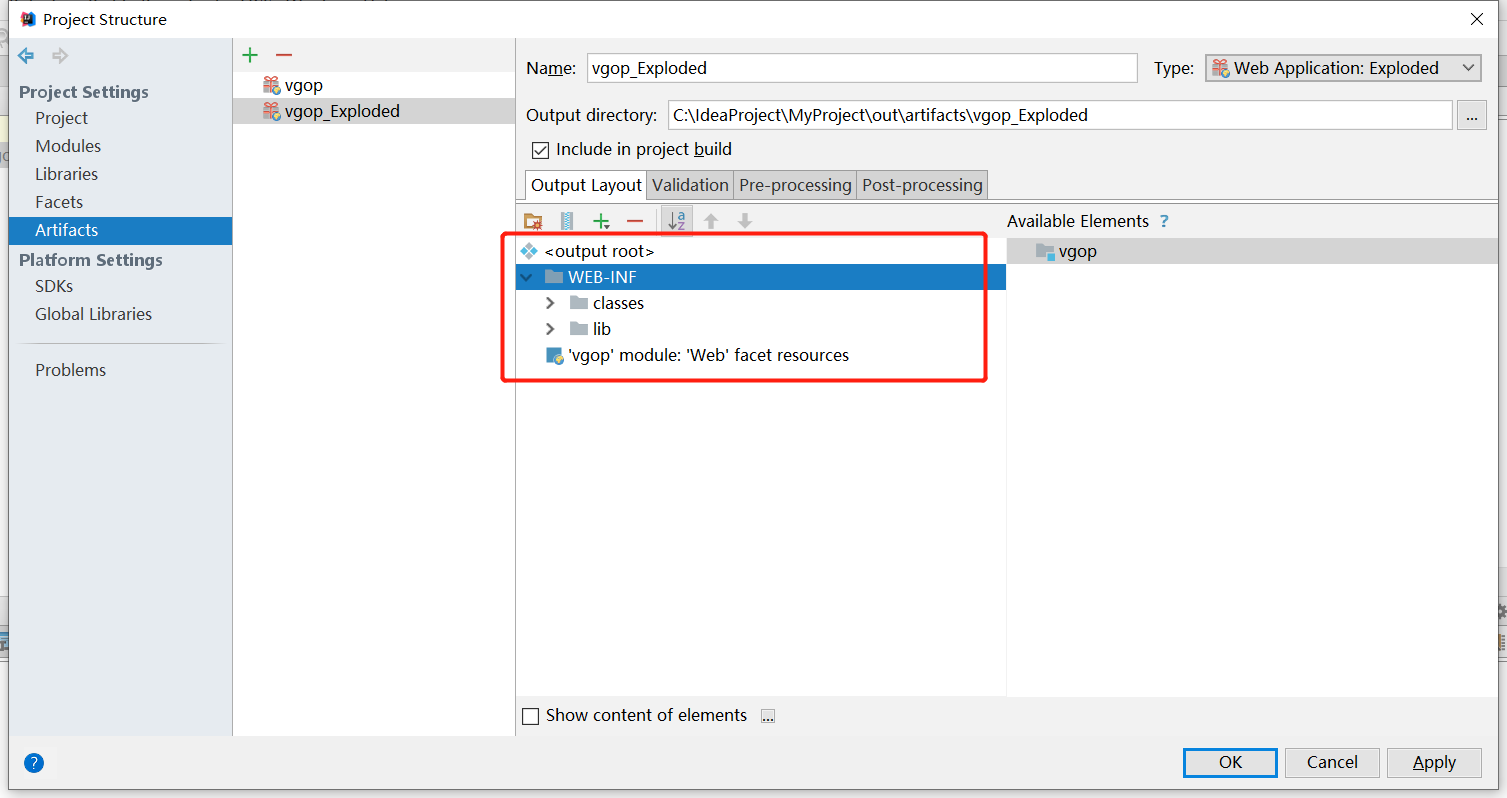 Project Structure
Project Settings
Project
Modules
Libraries
Facets
Artifacts
Platform Settings
SDKs
Global Libraries
Problems
vgop
vgop_Exploded
Name: vgop_Exploded Type: Web Application: Exploded
Output directory: C:\IdeaProject\MyProject\out\artifacts\vgop_Exploded ...
Include in project build
Output Layout Validation Pre-processing Post-processing
Available Elements ?
<output root>
WEB-INF
classes
lib
'vgop' module: 'Web' facet resources
vgop
Show content of elements ...
? OK Cancel Apply